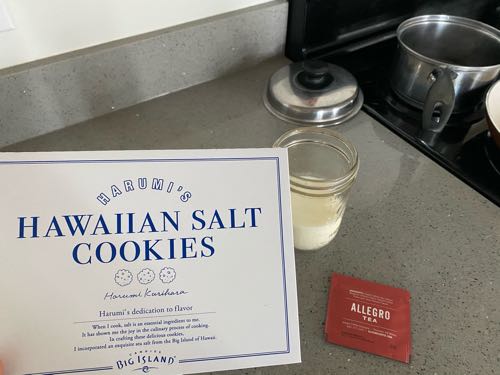 HARUMI'S
HAWAIIAN SALT
COOKIES
Harumi Kurihara
Harumi's dedication to flavor
When I cook, salt is an essential ingredient to me.
It has shown me the joy in the culinary process of cooking.
In crafting these delicious cookies,
I incorporated an exquisite sea salt from the Big Island of Hawaii.
BIG ISLAND
ALLEGRO
TEA